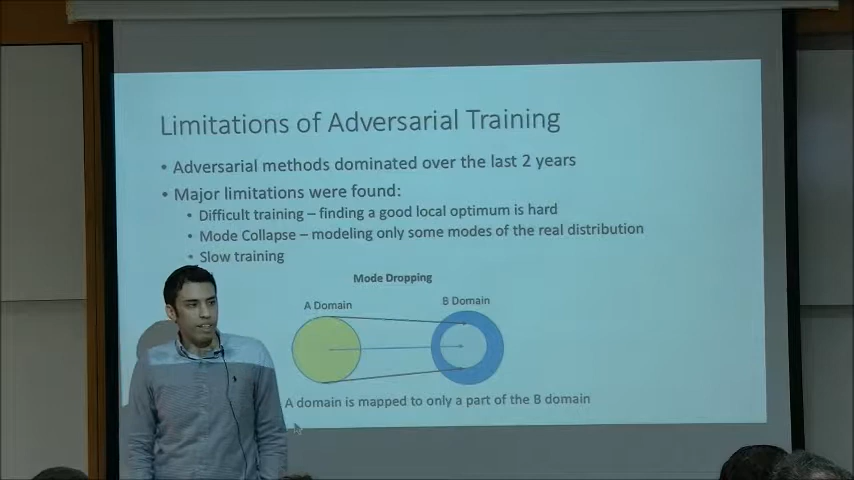 Limitations of Adversarial Training
• Adversarial methods dominated over the last 2 years
• Major limitations were found:
• Difficult training – finding a good local optimum is hard
• Mode Collapse – modeling only some modes of the real distribution
• Slow training
Mode Dropping
A Domain
B Domain
A domain is mapped to only a part of the B domain